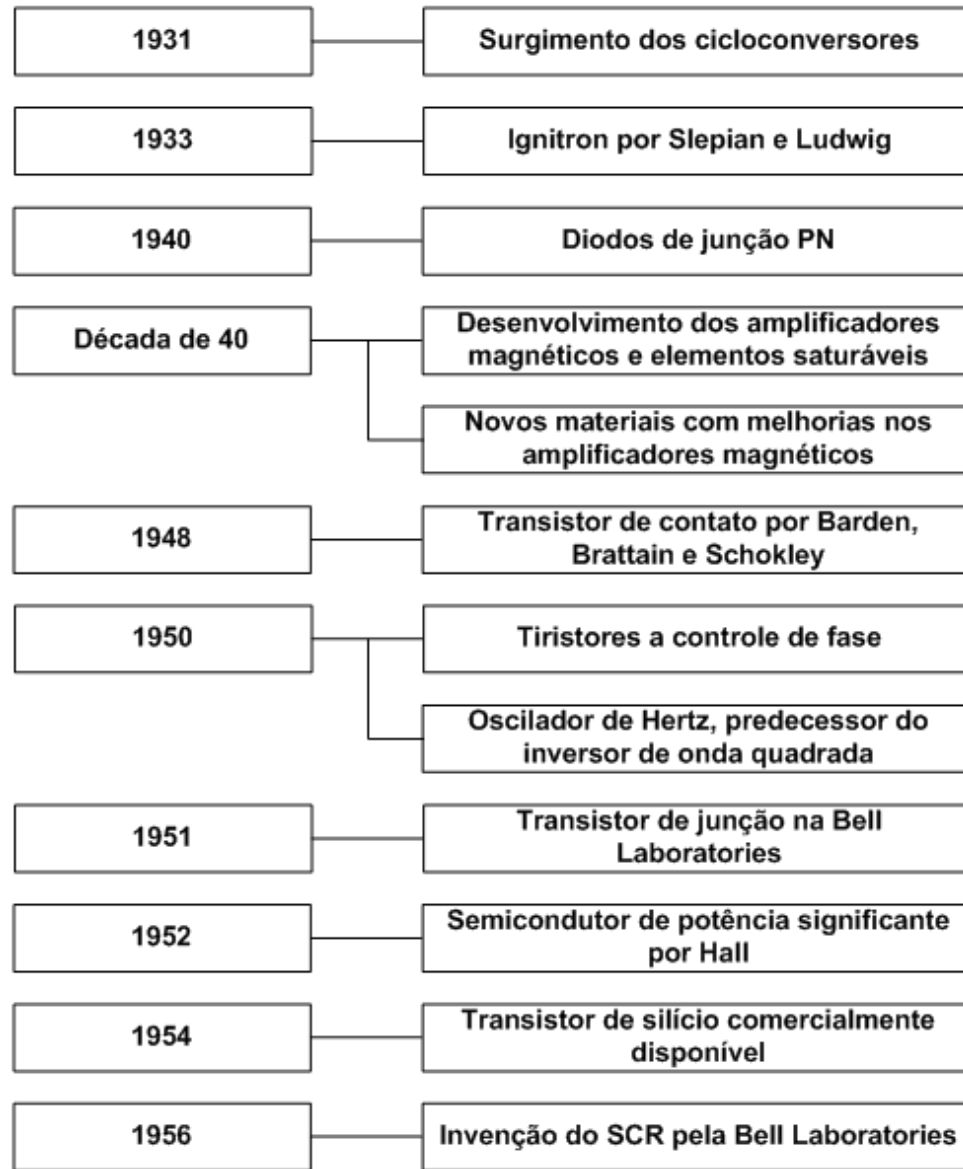 1931
Surgimento dos cicloconversores
1933
Ignitron por Slepian e Ludwig
1940
Diodos de junção PN
Década de 40
Desenvolvimento dos amplificadores
magnéticos e elementos saturáveis
Novos materiais com melhorias nos
amplificadores magnéticos
1948
Transistor de contato por Barden,
Brattain e Schokley
1950
Tiristores a controle de fase
Oscilador de Hertz, predecessor do
inversor de onda quadrada
1951
Transistor de junção na Bell
Laboratories
1952
Semicondutor de potência significante
por Hall
1954
Transistor de silício comercialmente
disponível
1956
Invenção do SCR pela Bell Laboratories